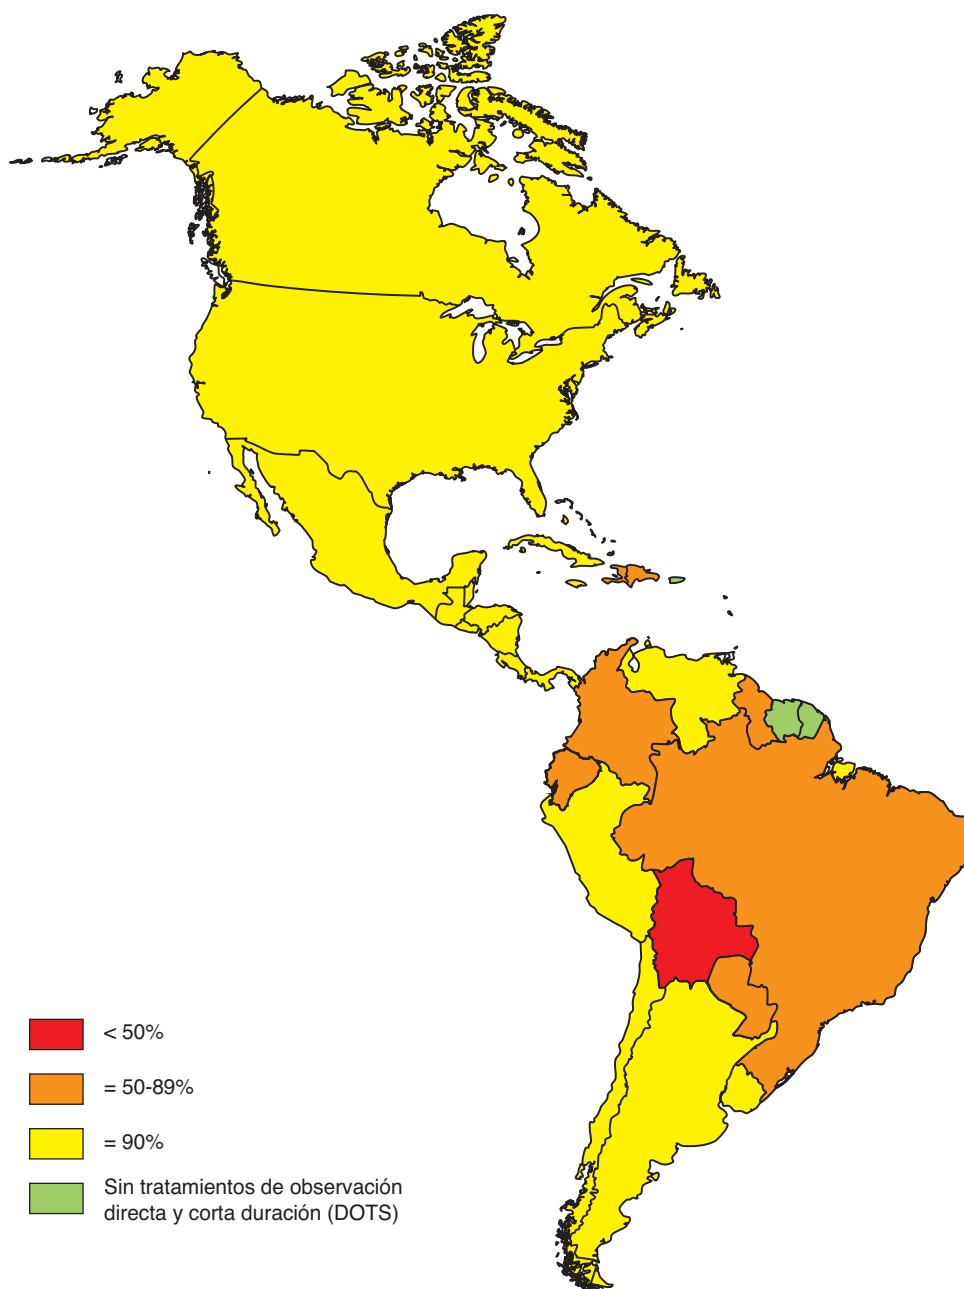 < 50%
= 50-89%
= 90%
Sin tratamientos de observación
directa y corta duración (DOTS)